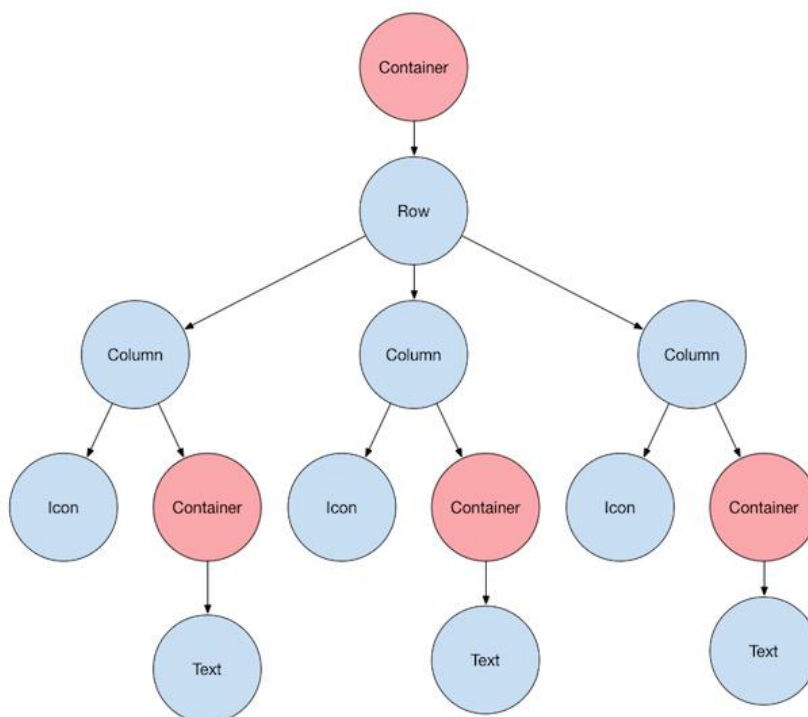 Container
Row
Column
Column
Column
Icon
Container
Icon
Container
Icon
Container
Text
Text
Text